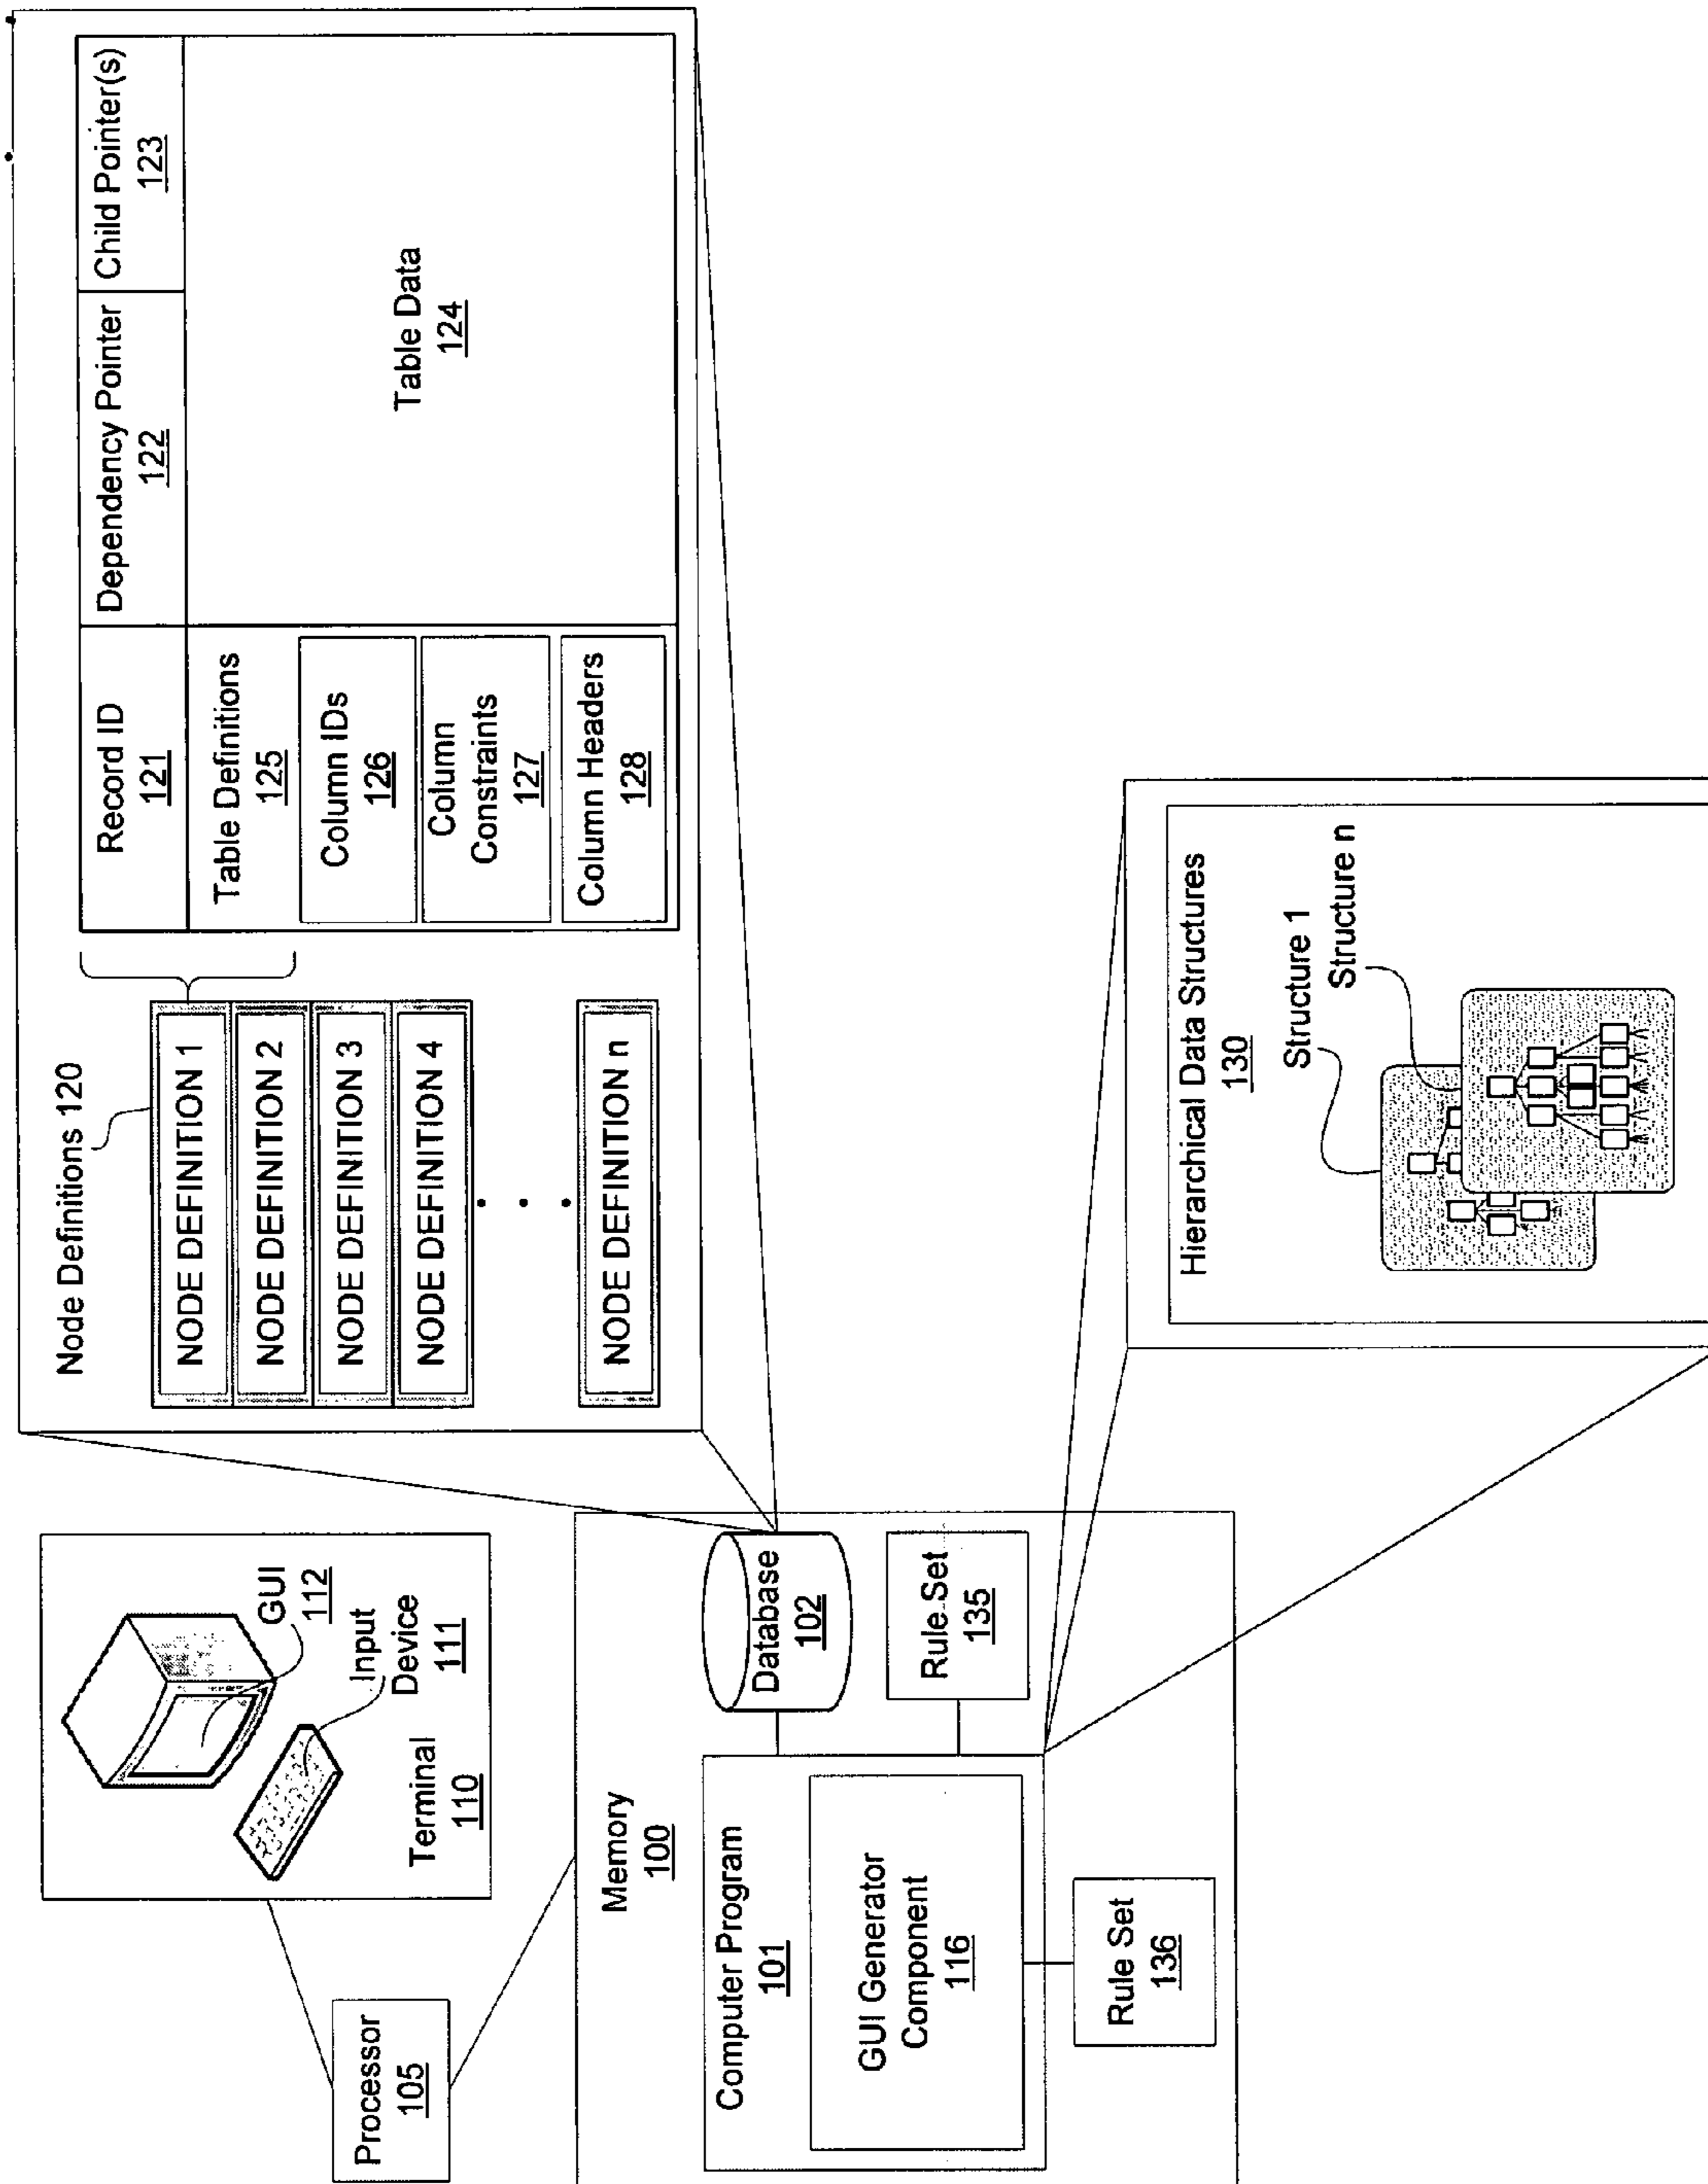 Processor
105
GUI
112
Input
Device
111
Terminal
110
Memory
100
Computer Program
101
GUI Generator
Component
116
Database
102
Rule Set
135
Rule Set
136
Node Definitions 120
NODE DEFINITION 1
NODE DEFINITION 2
NODE DEFINITION 3
NODE DEFINITION 4
NODE DEFINITION n
Record ID
121
Dependency Pointer
122
Child Pointer(s)
123
Table Definitions
125
Column IDs
126
Column
Constraints
127
Column Headers
128
Table Data
124
Hierarchical Data Structures
130
Structure 1
Structure n